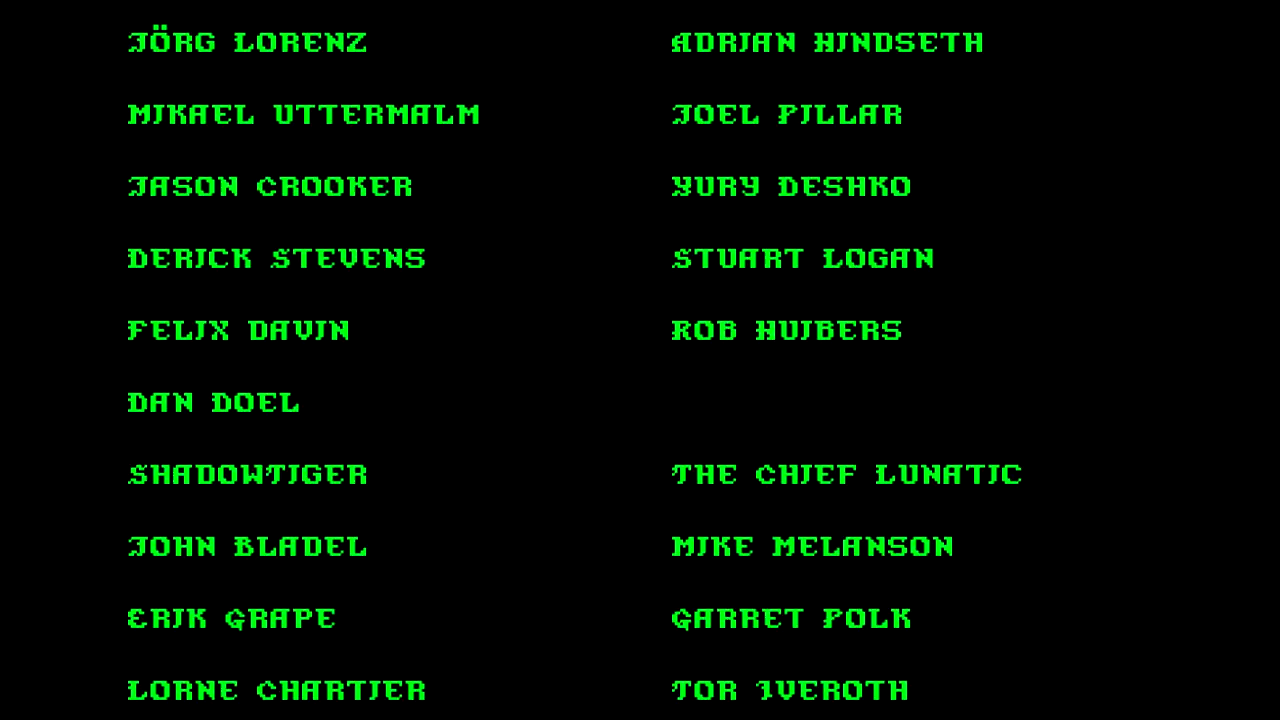 JÖRG LORENZ
ADRIAN HINDSETH
MIKAEL UTTERMALM
JOEL PILLAR
JASON CROOKER
YURY DESHKO
DERICK STEVENS
STUART LOGAN
FELIX DAVIN
ROB HUIBERS
DAN DOEL
SHADOWTIGER
THE CHIEF LUNATIC
JOHN BLADEL
MIKE MELANSON
ERIK GRAPE
GARRET POLK
LORNE CHARTIER
TOR IVEROTH